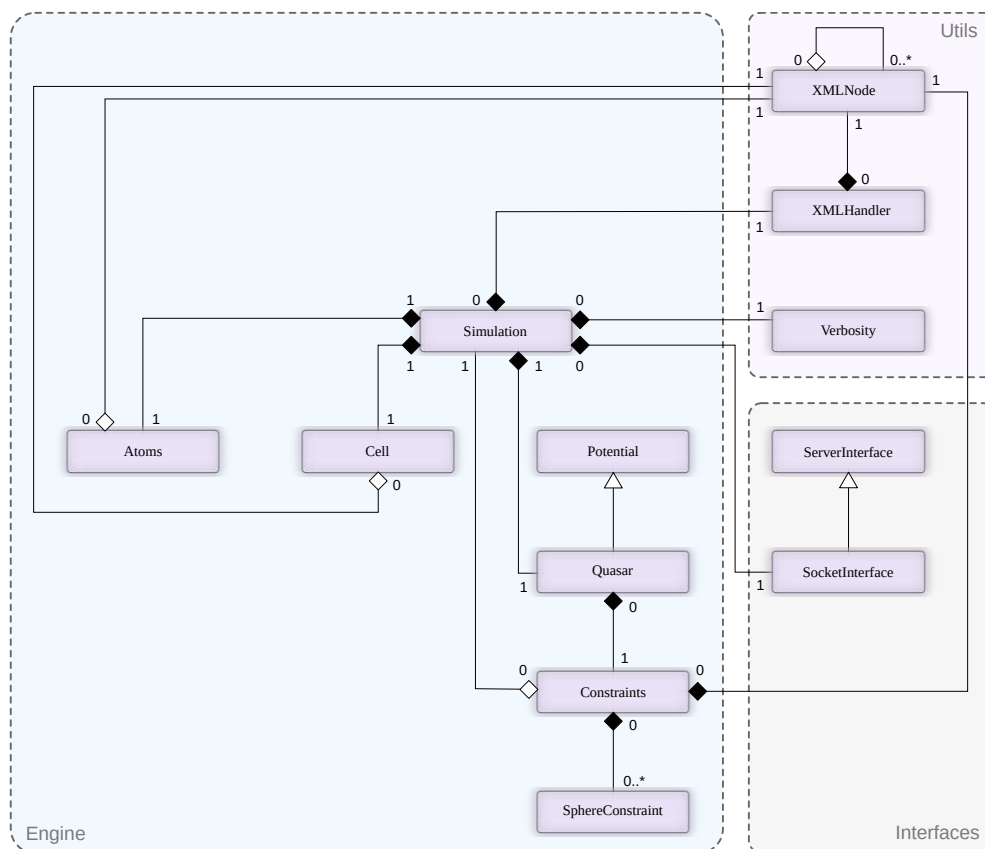 Utils
0
0..*
1
1
XMLNode
1
1
0
XMLHandler
1
1
0
0
1
Simulation
Verbosity
1
1
1
0
0
1
1
Atoms
Cell
Potential
ServerInterface
0
Quasar
SocketInterface
1
1
0
1
0
0
Constraints
0
0..*
SphereConstraint
Engine
Interfaces